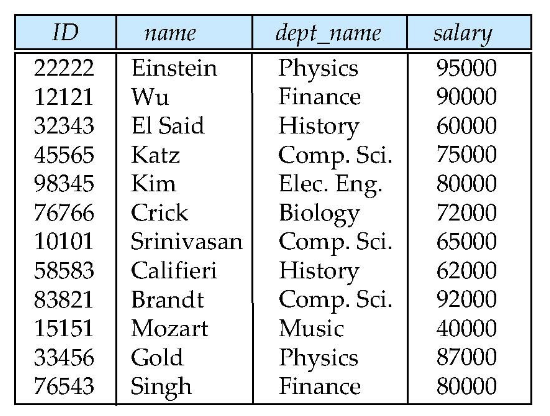 ID name dept_name salary
22222 Einstein Physics 95000
12121 Wu Finance 90000
32343 El Said History 60000
45565 Katz Comp. Sci. 75000
98345 Kim Elec. Eng. 80000
76766 Crick Biology 72000
10101 Srinivasan Comp. Sci. 65000
58583 Califieri History 62000
83821 Brandt Comp. Sci. 92000
15151 Mozart Music 40000
33456 Gold Physics 87000
76543 Singh Finance 80000